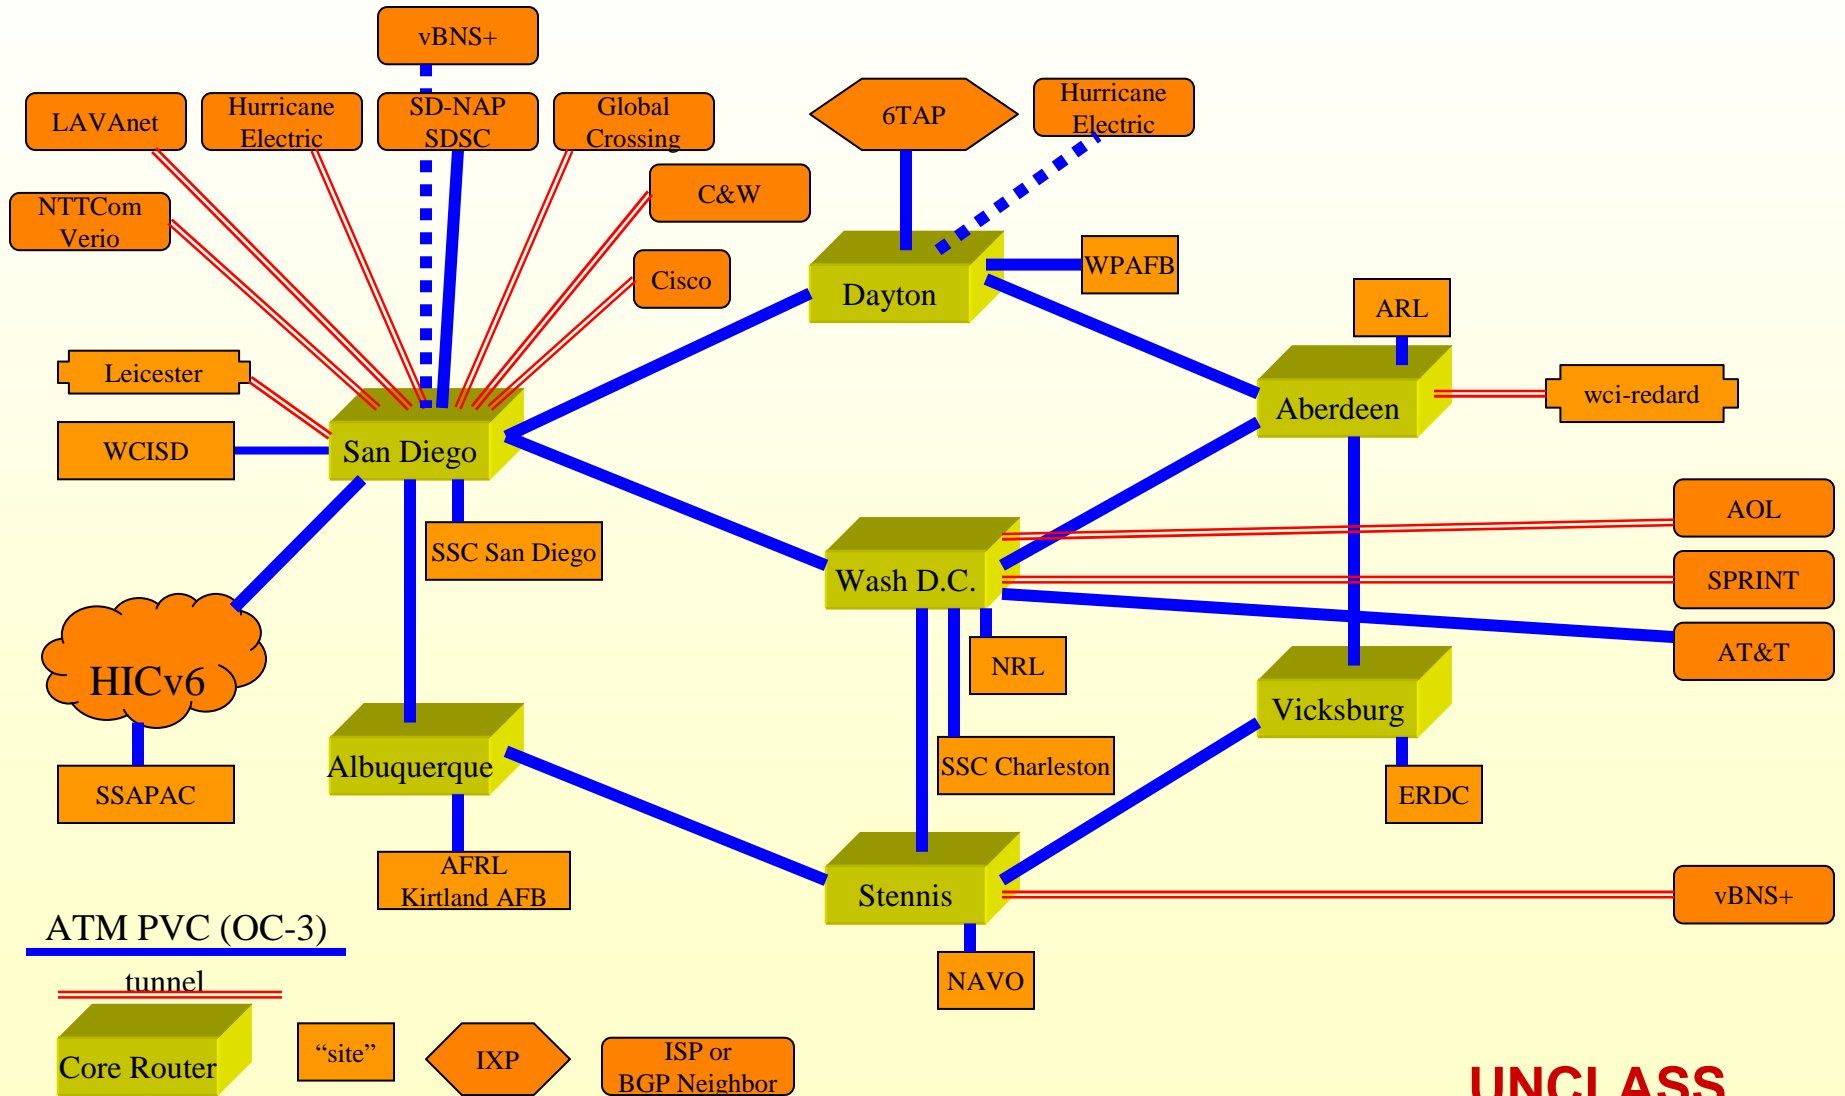 vBNS+
LAVAnet
Hurricane
Electric
SD-NAP
SDSC
Global
Crossing
6TAP
Hurricane
Electric
NTTCom
Verio
C&W
Cisco
WPAFB
Dayton
ARL
Leicester
Aberdeen
wci-redard
WCISD
San Diego
AOL
SSC San Diego
Wash D.C.
SPRINT
NRL
AT&T
HICv6
Vicksburg
Albuquerque
SSC Charleston
SSAPAC
ERDC
AFRL
Kirtland AFB
Stennis
vBNS+
ATM PVC (OC-3)
tunnel
NAVO
Core Router
“site”
IXP
ISP or
BGP Neighbor
UNCLASS